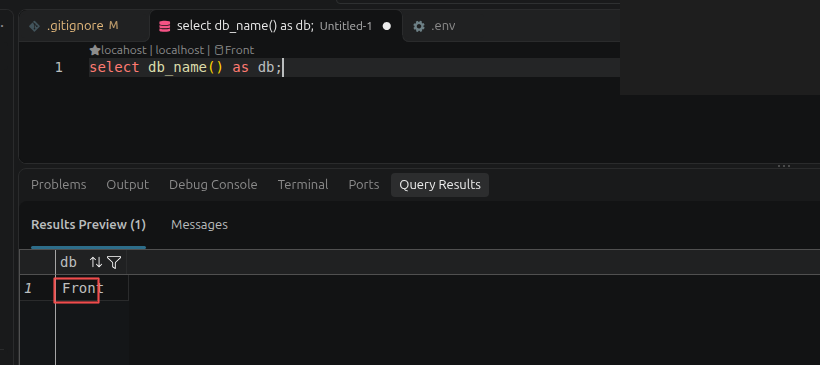 .gitignore M
select db_name() as db; Untitled-1
.env
locahost | localhost | Front
1 select db_name() as db;
Problems Output Debug Console Terminal Ports Query Results
Results Preview (1) Messages
db
1 Front